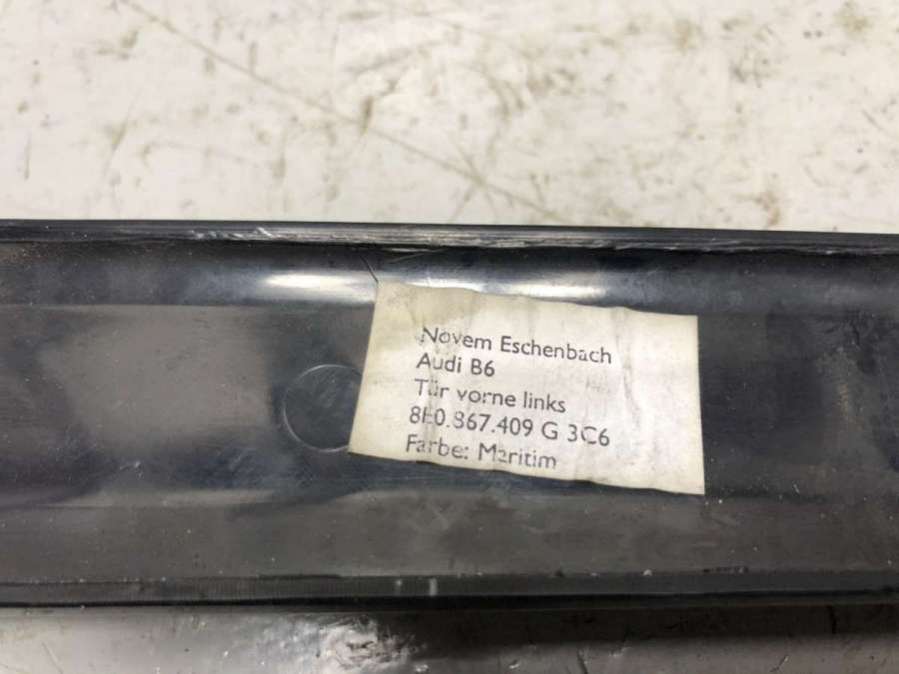 Novem Eschenbach
Audi B6
Tür vorne links
8E0.867.409 G 3C6
Farbe: Maritim